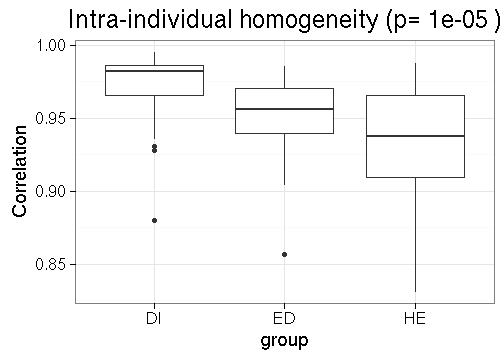 Intra-individual homogeneity (p= 1e-05 )
1.00
0.95
0.90
0.85
Correlation
DI ED HE
group